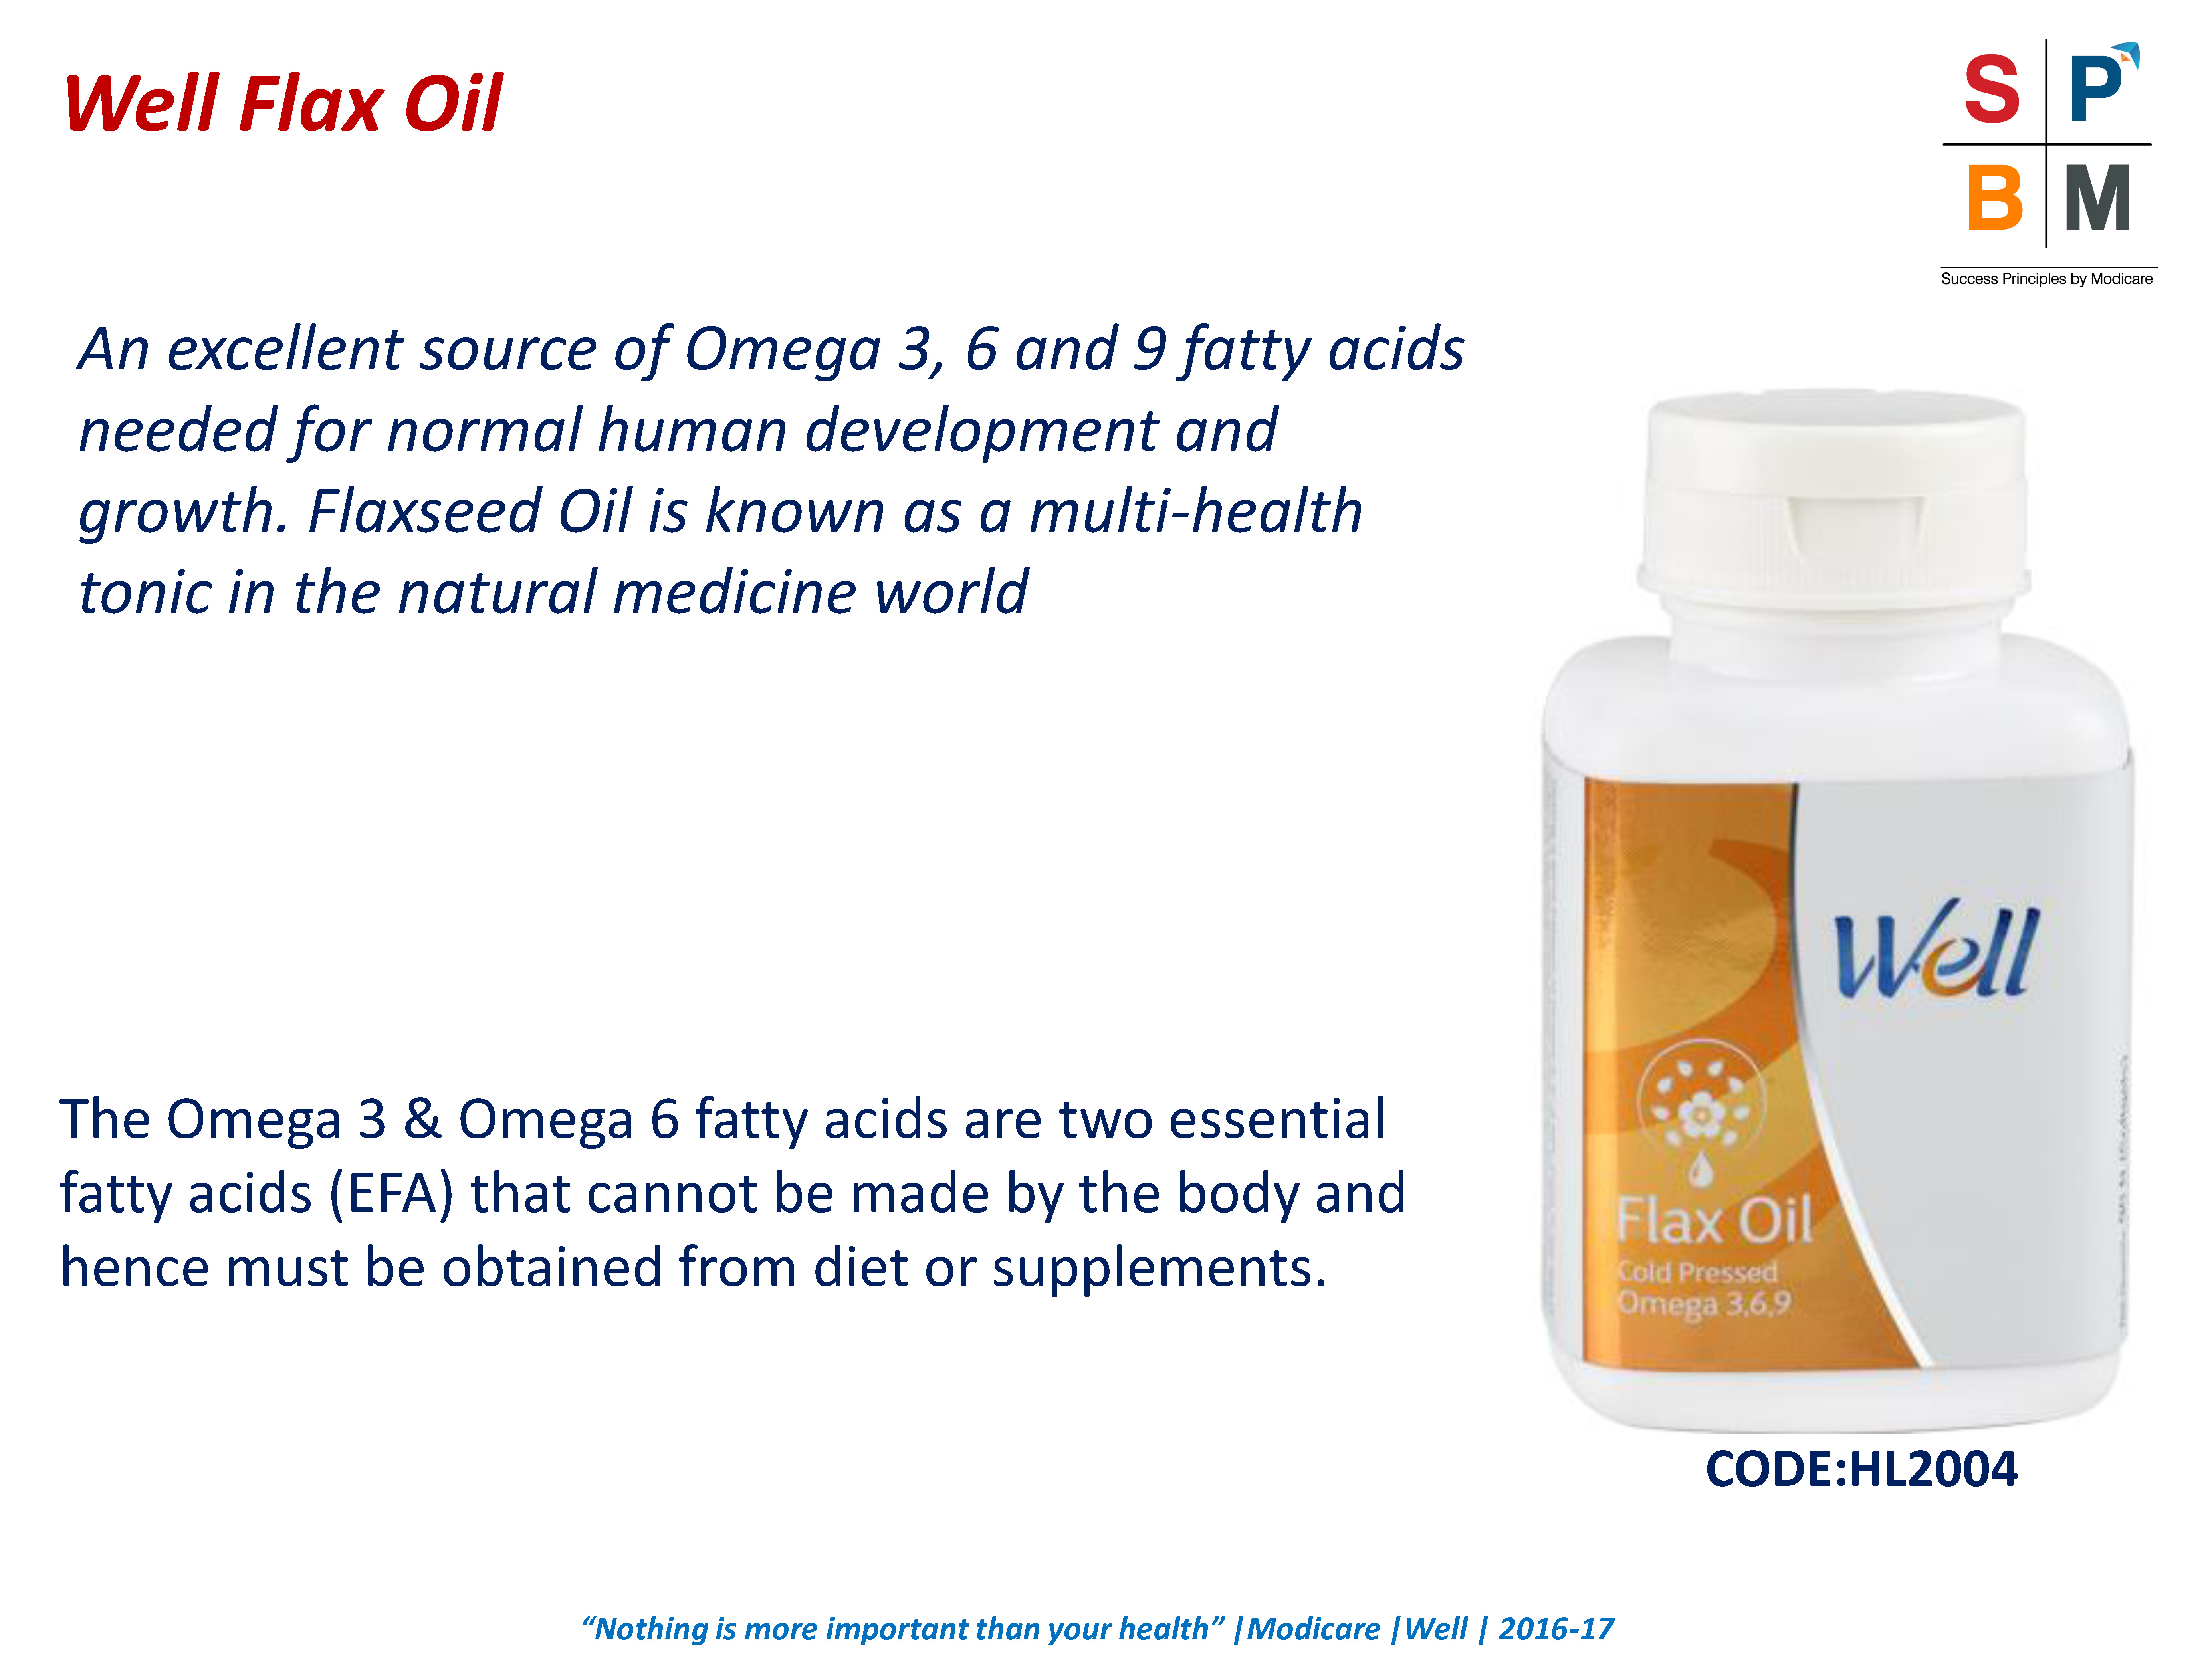 Well Flax Oil
S P
B M
Success Principles by Modicare
An excellent source of Omega 3, 6 and 9 fatty acids
needed for normal human development and
growth. Flaxseed Oil is known as a multi-health
tonic in the natural medicine world
The Omega 3 & Omega 6 fatty acids are two essential
fatty acids (EFA) that cannot be made by the body and
hence must be obtained from diet or supplements.
Well
Flax Oil
Cold Pressed
Omega 3,6,9
CODE:HL2004
“Nothing is more important than your health” |Modicare |Well | 2016-17